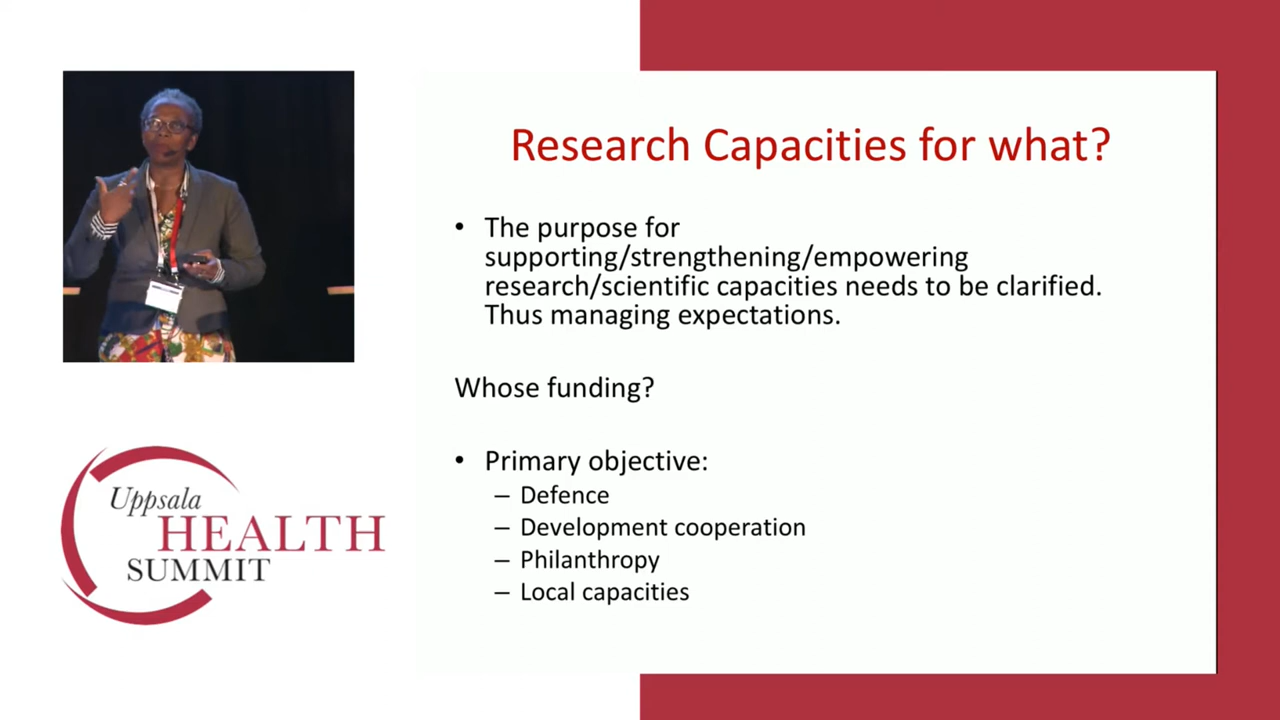 Research Capacities for what?
• The purpose for
supporting/strengthening/empowering
research/scientific capacities needs to be clarified.
Thus managing expectations.
Whose funding?
• Primary objective:
– Defence
– Development cooperation
– Philanthropy
– Local capacities
Uppsala
HEALTH
SUMMIT